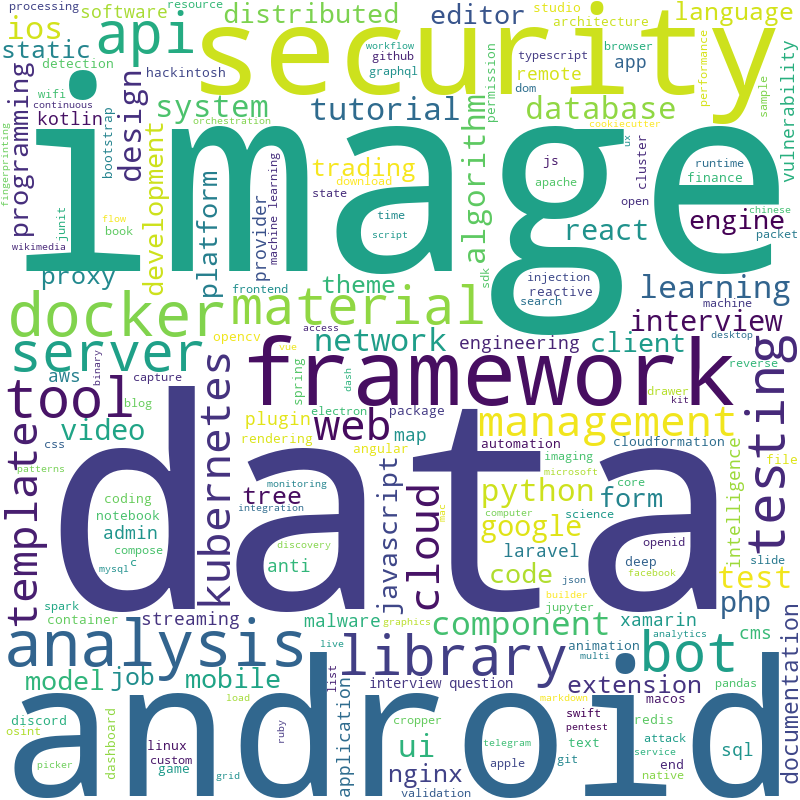 processing
software
resource
distributed
editor
studio
architecture
language
ios
api
security
workflow
github
graphql
typescript
browser
static
detection
hackintosh
permission
dom
remote
app
performance
sample
vulnerability
wifi
continuous
kotlin
bootstrap
design
system
orchestration
tutorial
database
cookiecutter
programming
fingerprinting
image
development
trading
download
state
algorithm
js
apache
cluster
ux
runtime
finance
open
chinese
junit
flow
book
platform
provider
machine learning
time
script
react
engine
packet
wikimedia
proxy
frontend
theme
sdk
injection
reactive
search
learning
machine
desktop
docker
material
opencv
access
vue
network
engineering
client
interview
reverse
server
aws
binary
capture
spring
dash
framework
drawer
kit
tool
blog
kubernetes
plugin
electron
package
web
map
management
testing
video
css
rendering
angular
automation
cloudformation
file
template
patterns
monitoring
imaging
microsoft
intelligence
coding
notebook
tree
integration
javascript
cloud
python
core
form
computer
science
admin
data
google
compose
c
mysql
discovery
anti
laravel
openid
deep
slide
code
json
facebook
test
spark
container
builder
jupyter
php
streaming
malware
graphics
component
xamarin
analytics
cms
analysis
live
library
animation
multi
bot
documentation
model
job
mobile
list
interview question
extension
macos
pandas
discord
osint
dashboard
load
application
cropper
swift
pentest
redis
android
linux
custom
ruby
ui
telegram
text
attack
service
sql
picker
game
grid
nginx
apple
git
end
native
validation
markdown
mac